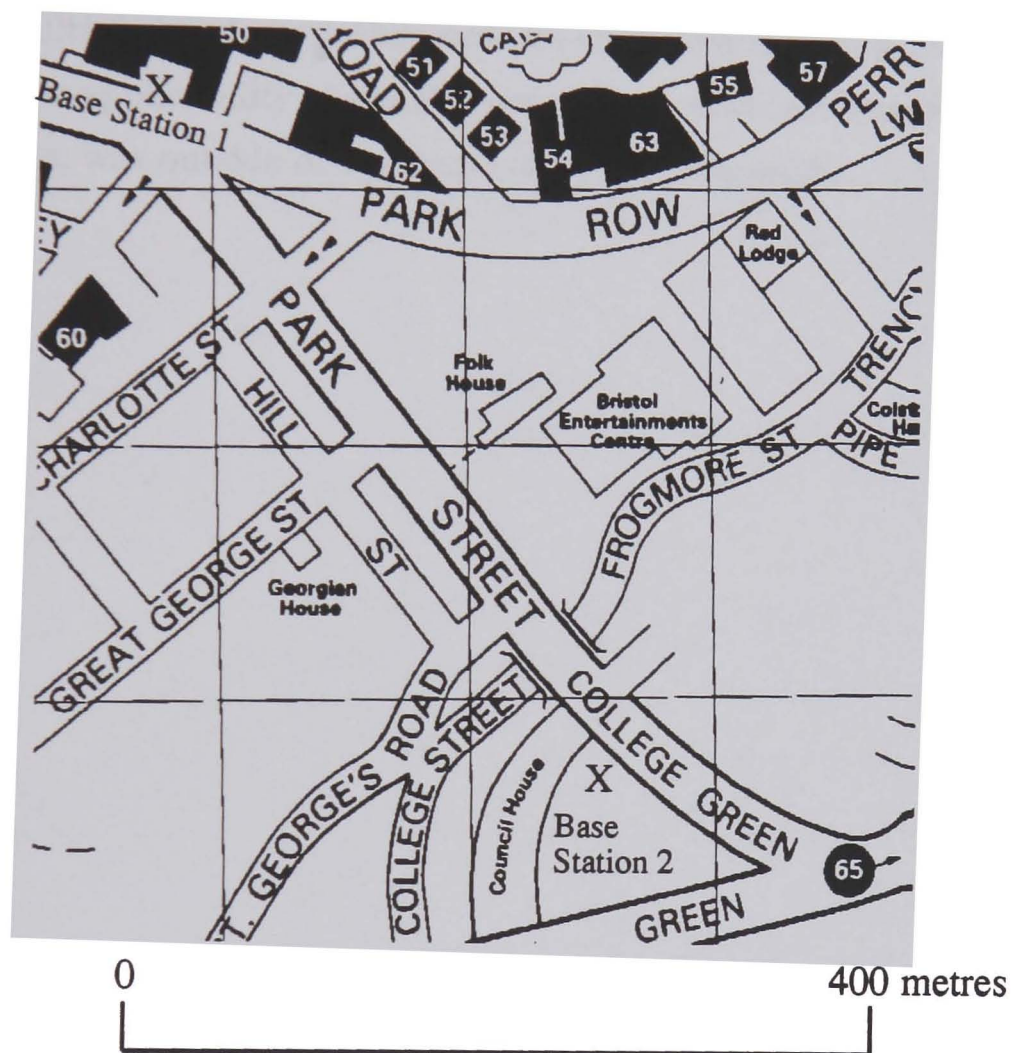 50
ROAD
51
52
53
54
63
55
57
PERR
X
Base Station 1
62
PARK ROW
Red
Lodge
60
CHARLOTTE ST
PARK
HILL
Folk
House
Bristol
Entertainments
Centre
TRENC
PIPE
FROGMORE ST
STREET
ST
GREAT GEORGE ST
Georgian
House
COLLEGE GREEN
ST. GEORGE'S ROAD
COLLEGE STREET
Council House
X
Base
Station 2
65
GREEN
0
400 metres